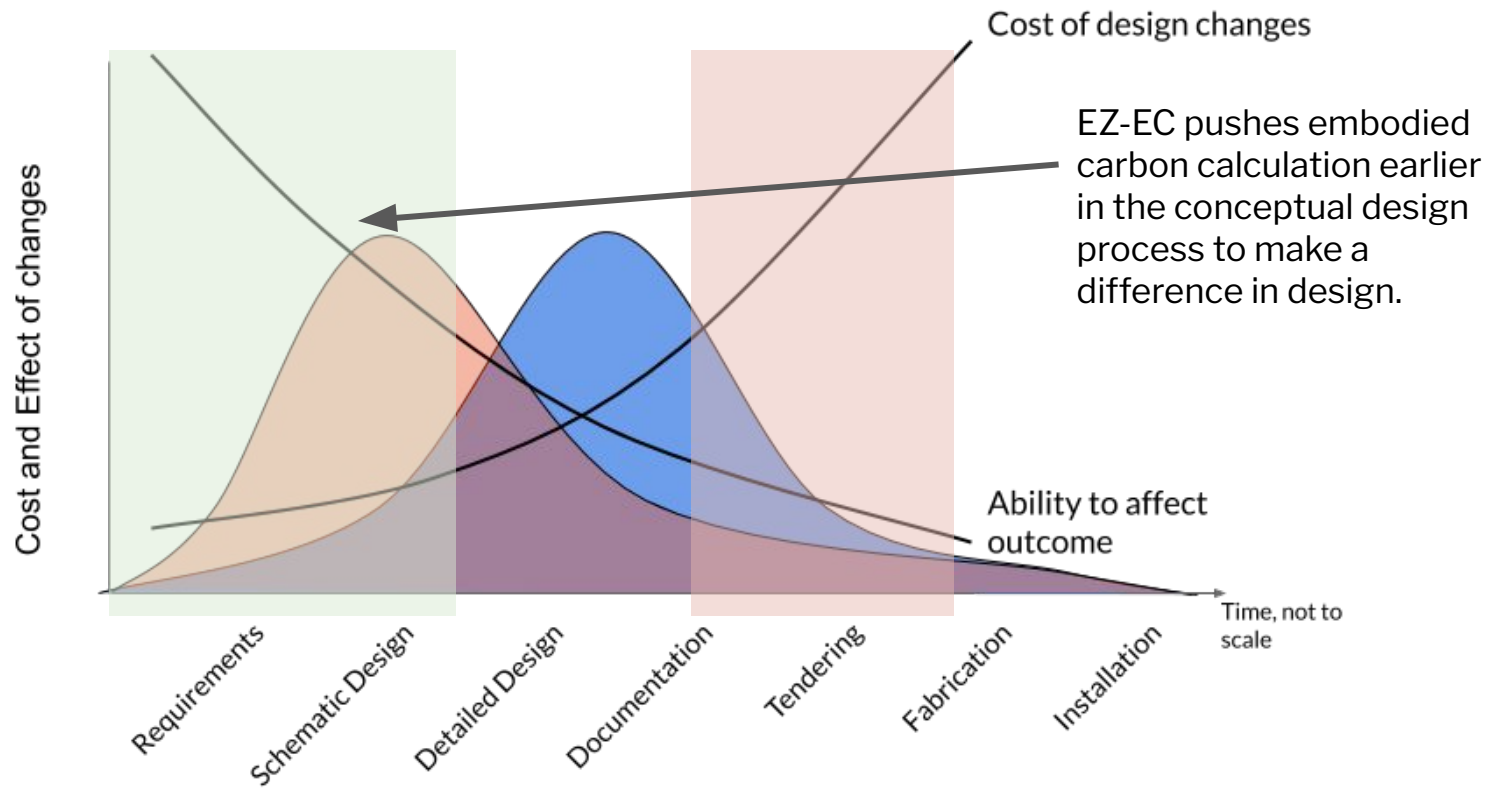 Cost of design changes
EZ-EC pushes embodied
carbon calculation earlier
in the conceptual design
process to make a
difference in design.
Cost and Effect of changes
Ability to affect
outcome
Time, not to
scale
Requirements
Schematic Design
Detailed Design
Documentation
Tendering
Fabrication
Installation